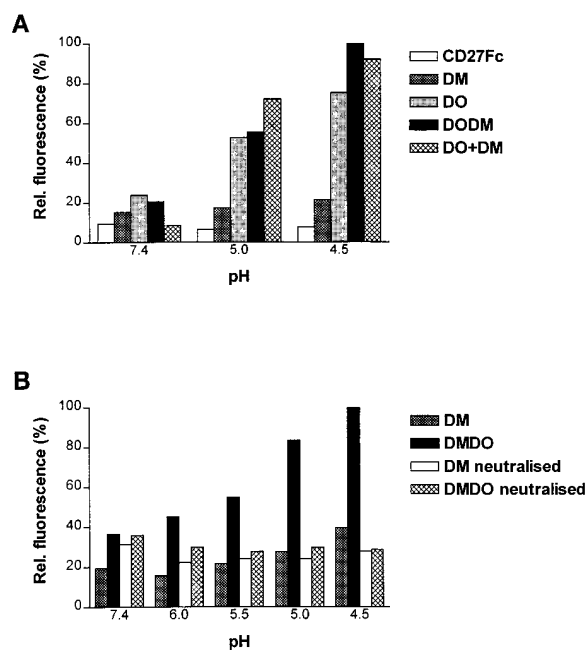 A
Rel. fluorescence (%)
100
80
60
40
20
0
7.4
5.0
4.5
pH
CD27Fc
DM
DO
DODM
DO+DM
B
Rel. fluorescence (%)
100
80
60
40
20
0
7.4
6.0
5.5
5.0
4.5
pH
DM
DMDO
DM neutralised
DMDO neutralised